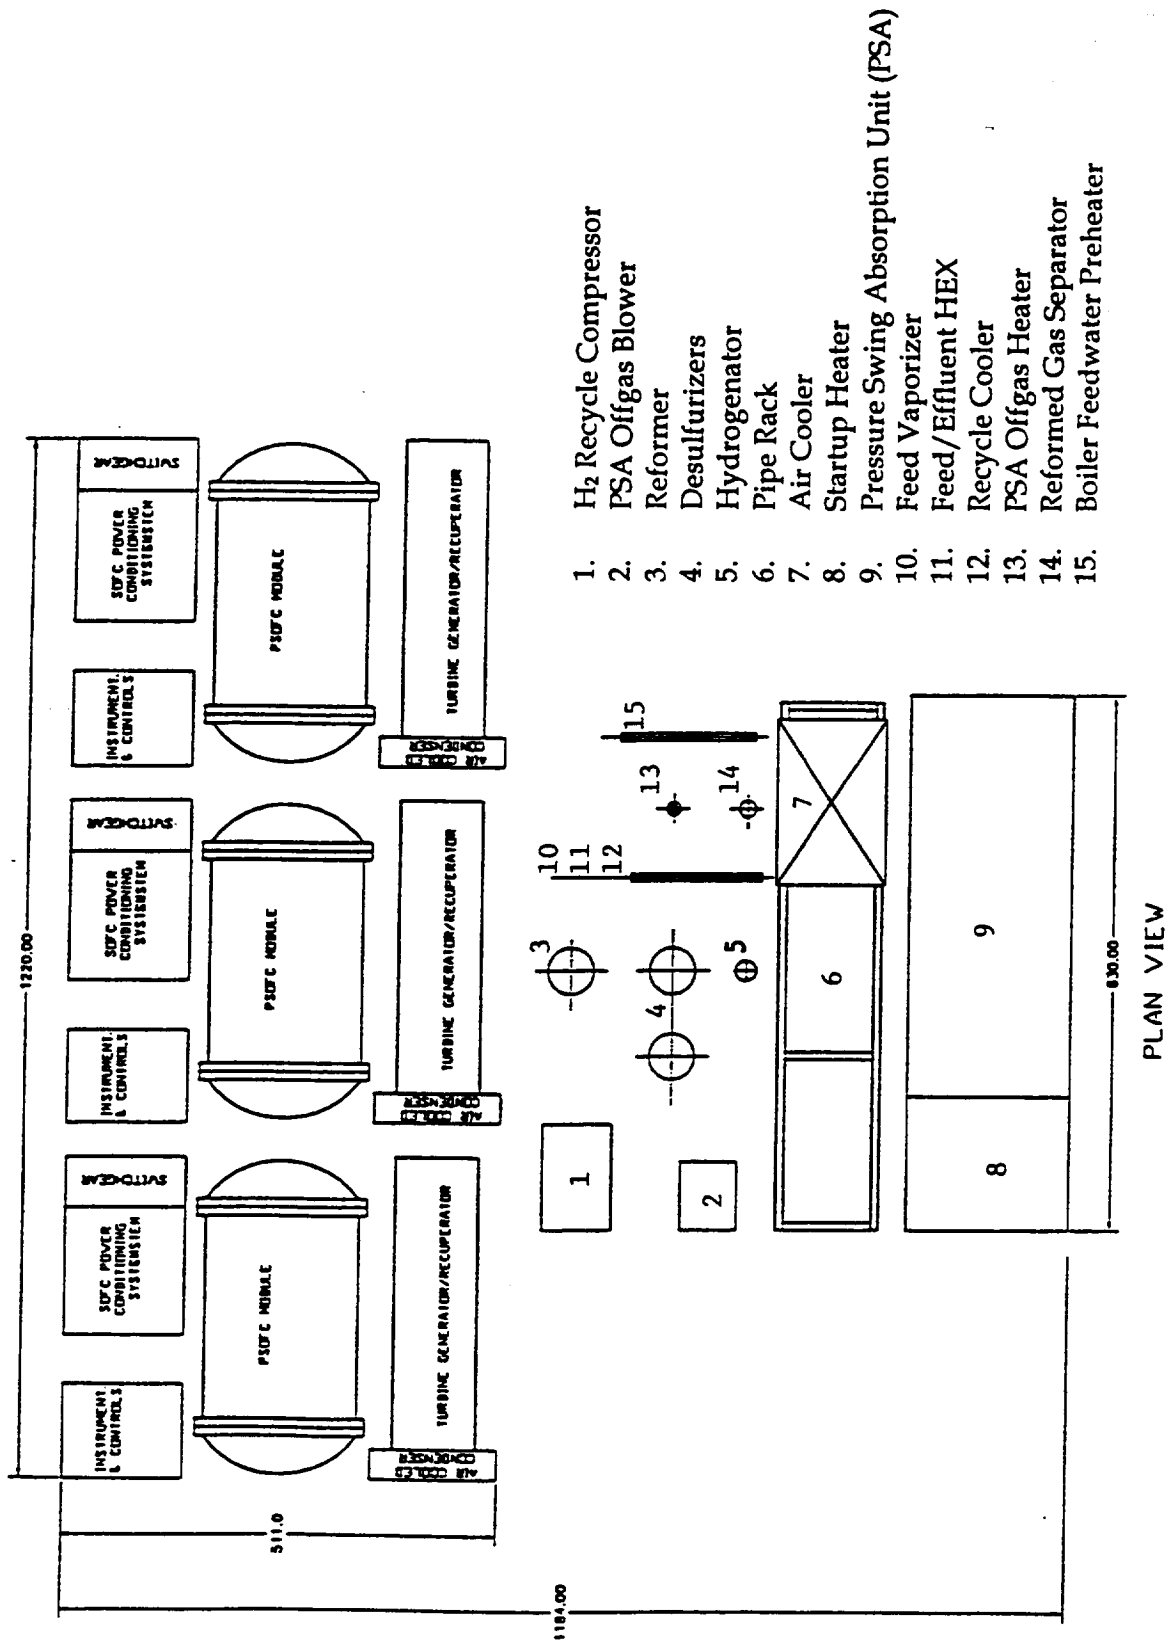 1220.00
INSTRUMENT.
& CONTROLS
SOFC POWER
CONDITIONING
SYSTEMSTEM
SWITCHGEAR
INSTRUMENT.
& CONTROLS
SOFC POWER
CONDITIONING
SYSTEMSTEM
SWITCHGEAR
INSTRUMENT.
& CONTROLS
SOFC POWER
CONDITIONING
SYSTEMSTEM
SWITCHGEAR
PSOFC MODULE
PSOFC MODULE
PSOFC MODULE
511.0
AIR COOLED
CONDENSER
TURBINE GENERATOR/RECUPERATOR
AIR COOLED
CONDENSER
TURBINE GENERATOR/RECUPERATOR
AIR COOLED
CONDENSER
TURBINE GENERATOR/RECUPERATOR
1184.00
1
2
3
4
5
10
11
12
13
14
15
6
7
8
9
830.00
1. H₂ Recycle Compressor
2. PSA Offgas Blower
3. Reformer
4. Desulfurizers
5. Hydrogenator
6. Pipe Rack
7. Air Cooler
8. Startup Heater
9. Pressure Swing Absorption Unit (PSA)
10. Feed Vaporizer
11. Feed/Effluent HEX
12. Recycle Cooler
13. PSA Offgas Heater
14. Reformed Gas Separator
15. Boiler Feedwater Preheater
PLAN VIEW